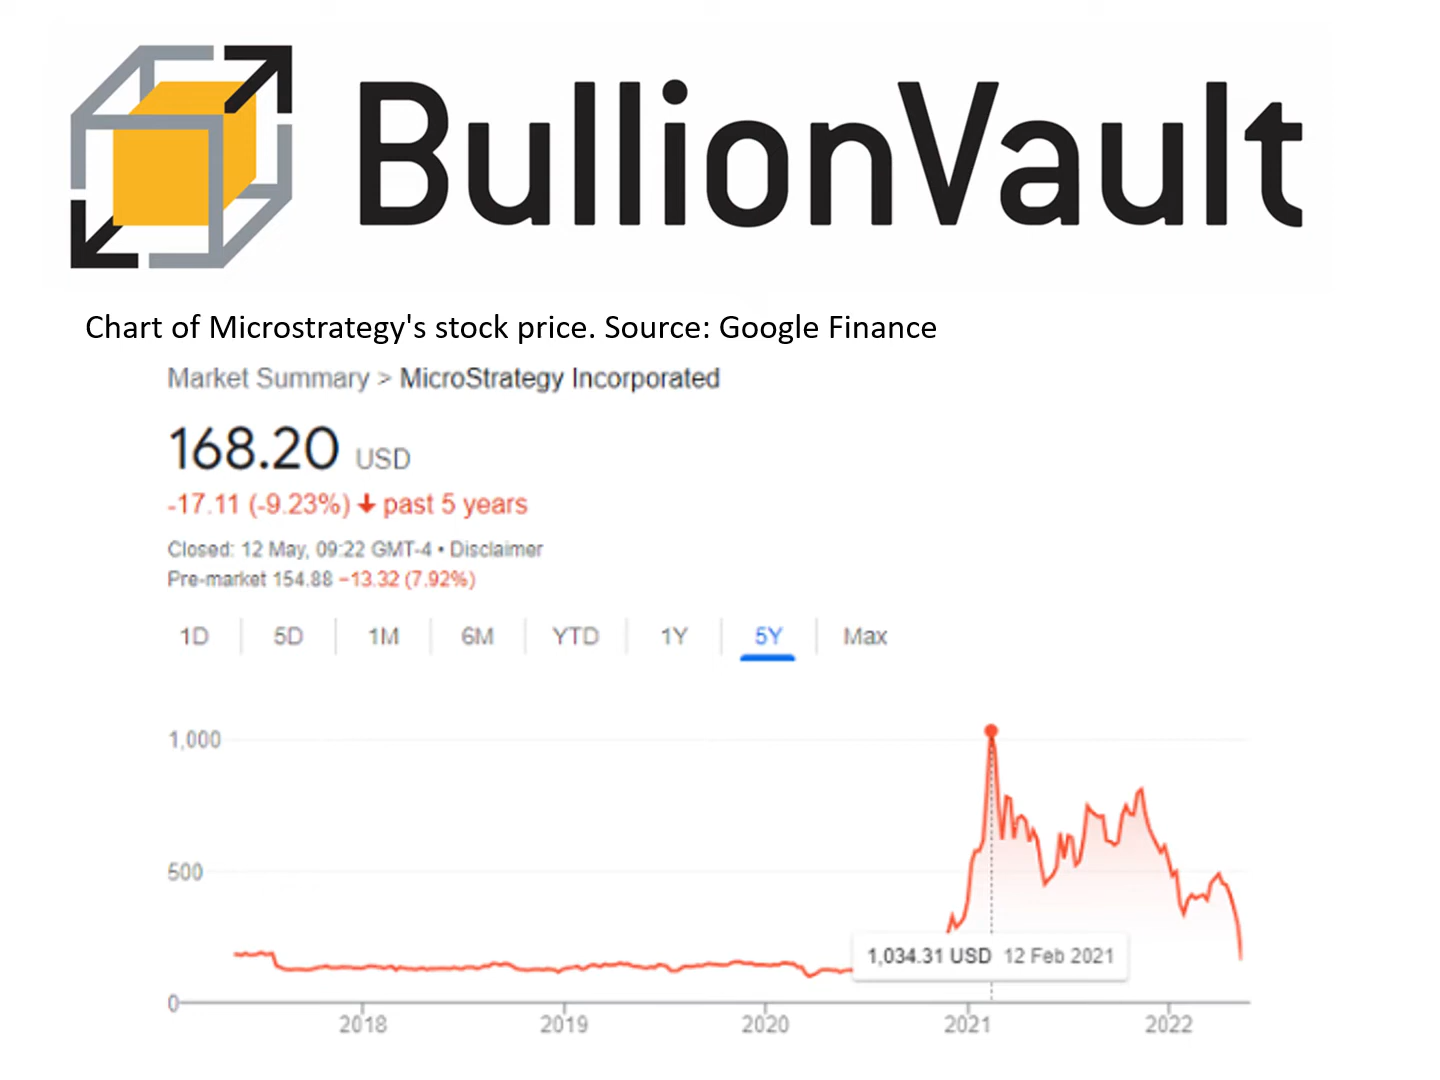 BullionVault
Chart of Microstrategy's stock price. Source: Google Finance
Market Summary > MicroStrategy Incorporated
168.20 USD
-17.11 (-9.23%) ↓ past 5 years
Closed: 12 May, 09:22 GMT-4 • Disclaimer
Pre-market 154.88 −13.32 (7.92%)
1D 5D 1M 6M YTD 1Y 5Y Max
1,000
500
1,034.31 USD 12 Feb 2021
0
2018 2019 2020 2021 2022